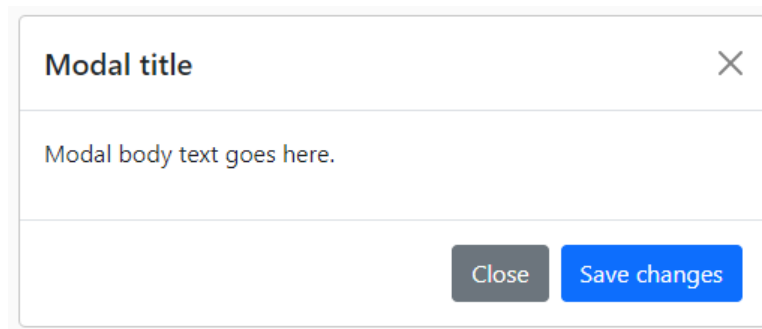 Modal title
Modal body text goes here.
Close Save changes